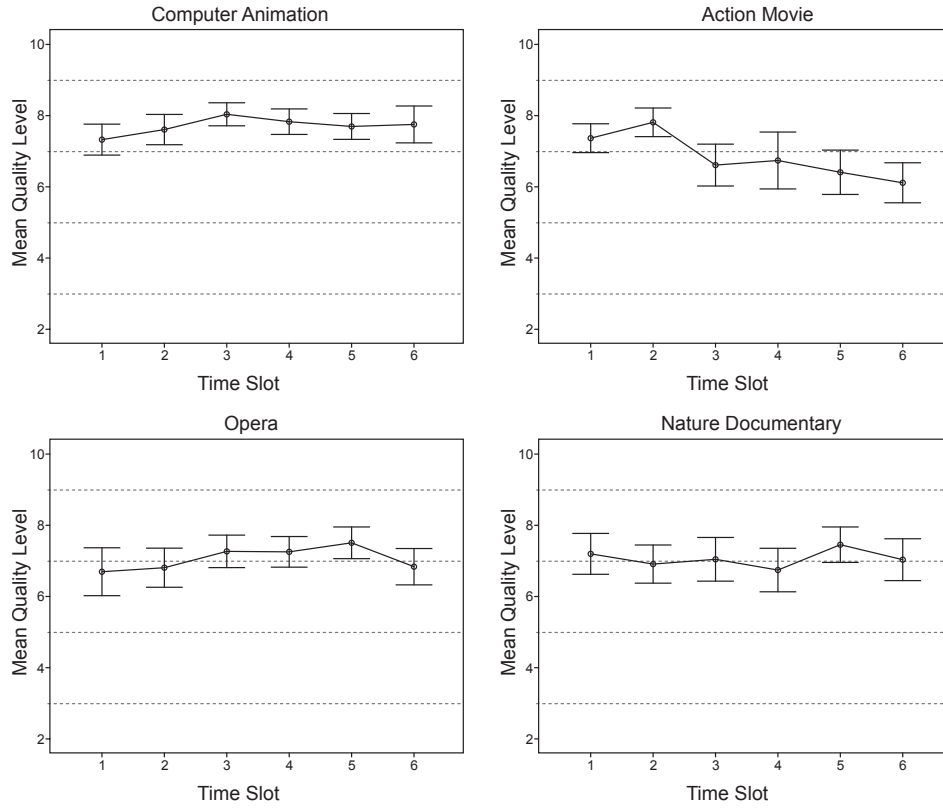 Computer Animation
Mean Quality Level
10
8
6
4
2
1 2 3 4 5 6
Time Slot
Action Movie
Mean Quality Level
10
8
6
4
2
1 2 3 4 5 6
Time Slot
Opera
Mean Quality Level
10
8
6
4
2
1 2 3 4 5 6
Time Slot
Nature Documentary
Mean Quality Level
10
8
6
4
2
1 2 3 4 5 6
Time Slot